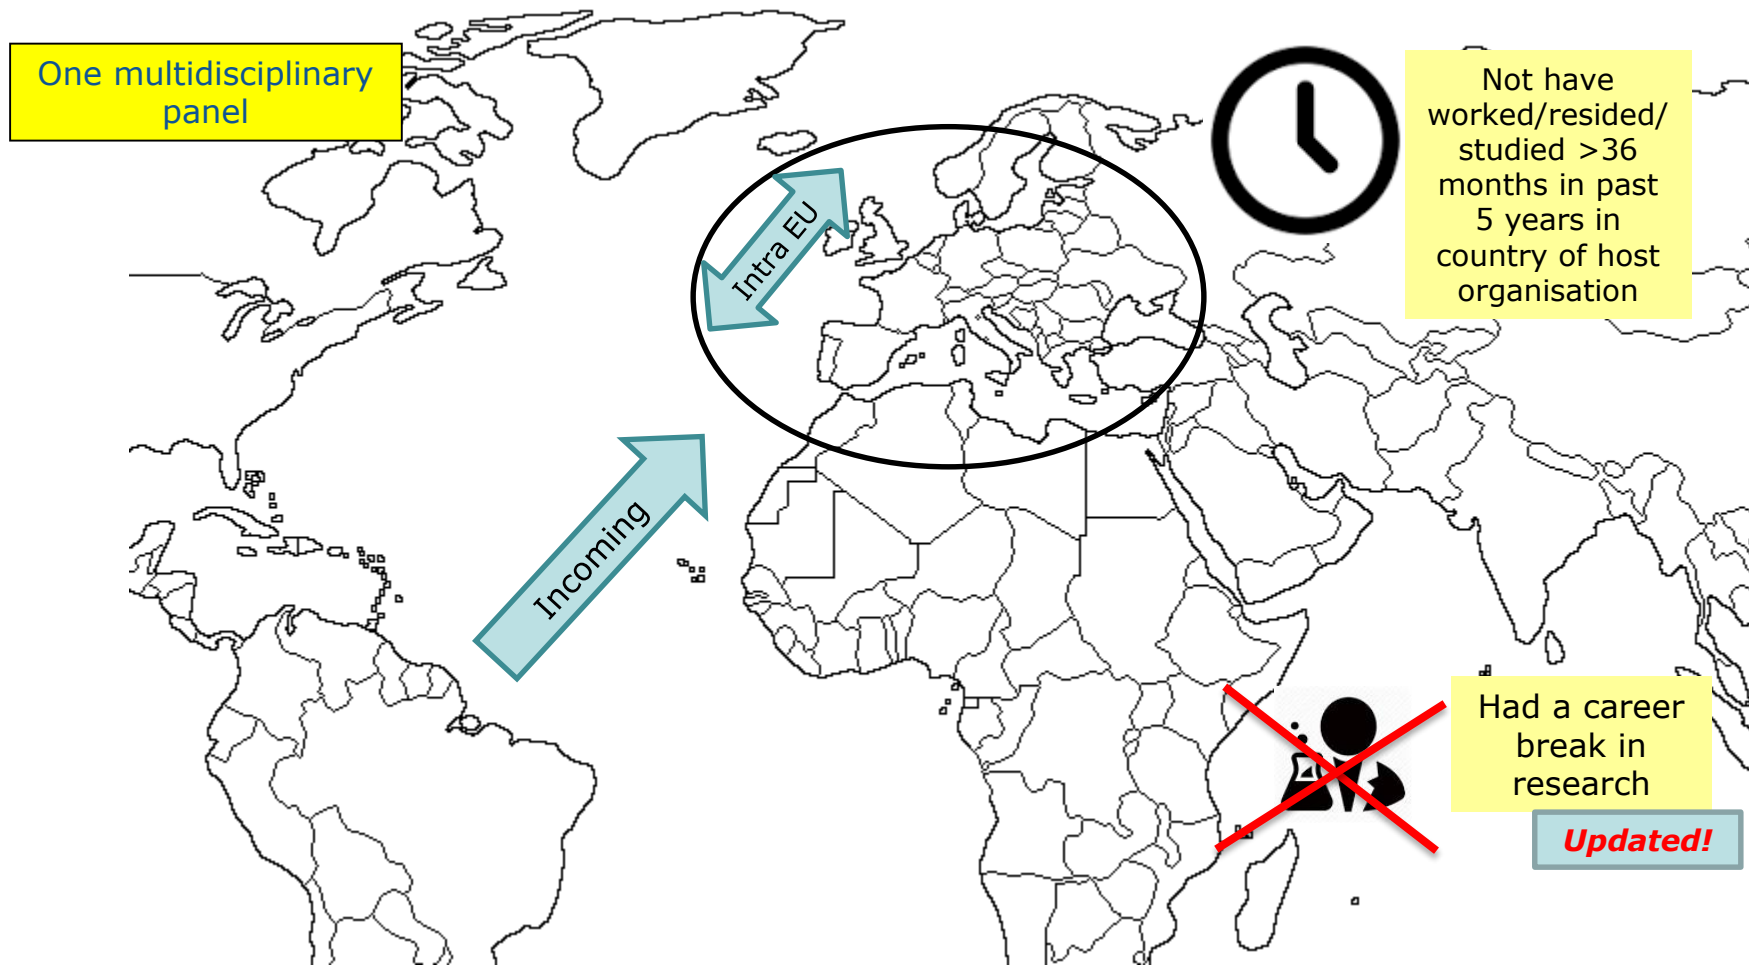 One multidisciplinary
panel
Not have
worked/resided/
studied >36
months in past
5 years in
country of host
organisation
Intra EU
Incoming
Had a career
break in
research
Updated!